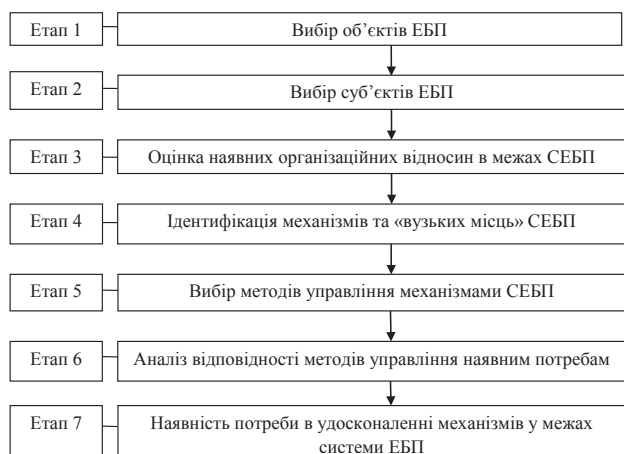 Етап 1
Вибір об’єктів ЕБП
Етап 2
Вибір суб’єктів ЕБП
Етап 3
Оцінка наявних організаційних відносин в межах СЕБП
Етап 4
Ідентифікація механізмів та «вузьких місць» СЕБП
Етап 5
Вибір методів управління механізмами СЕБП
Етап 6
Аналіз відповідності методів управління наявним потребам
Етап 7
Наявність потреби в удосконаленні механізмів у межах
системи ЕБП